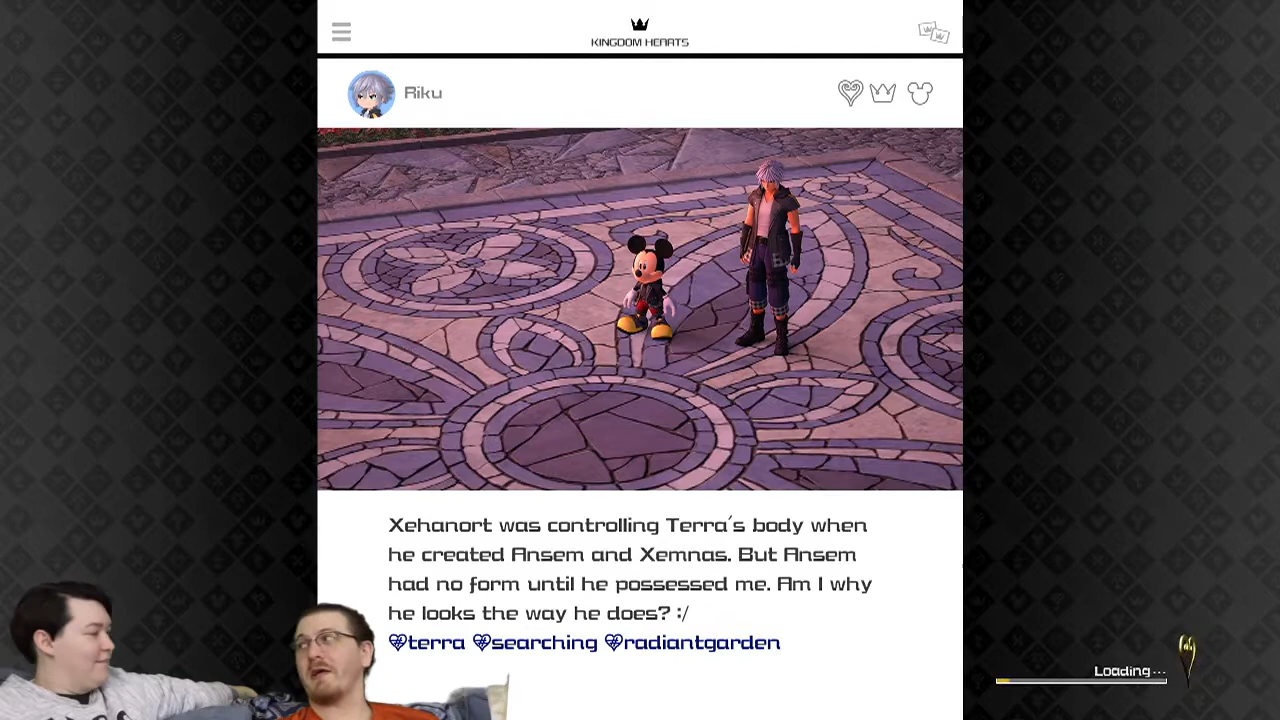 KINGDOM HEARTS
Riku
Xehanort was controlling Terra's body when
he created Ansem and Xemnas. But Ansem
had no form until he possessed me. Am I why
he looks the way he does? :/
terra searching radiantgarden
Loading...